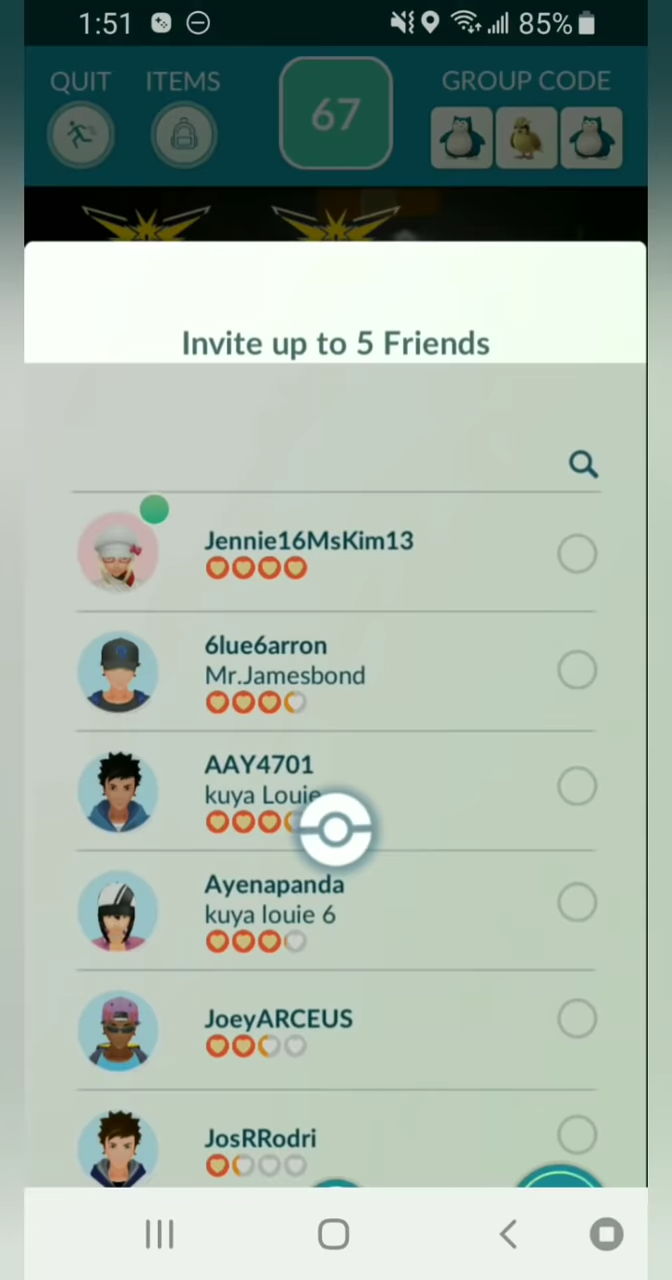 1:51
85%
QUIT
ITEMS
67
GROUP CODE
Invite up to 5 Friends
Jennie16MsKim13
6lue6arron
Mr.Jamesbond
AAY4701
kuya Louie
Ayenapanda
kuya louie 6
JoeyARCEUS
JosRRodri